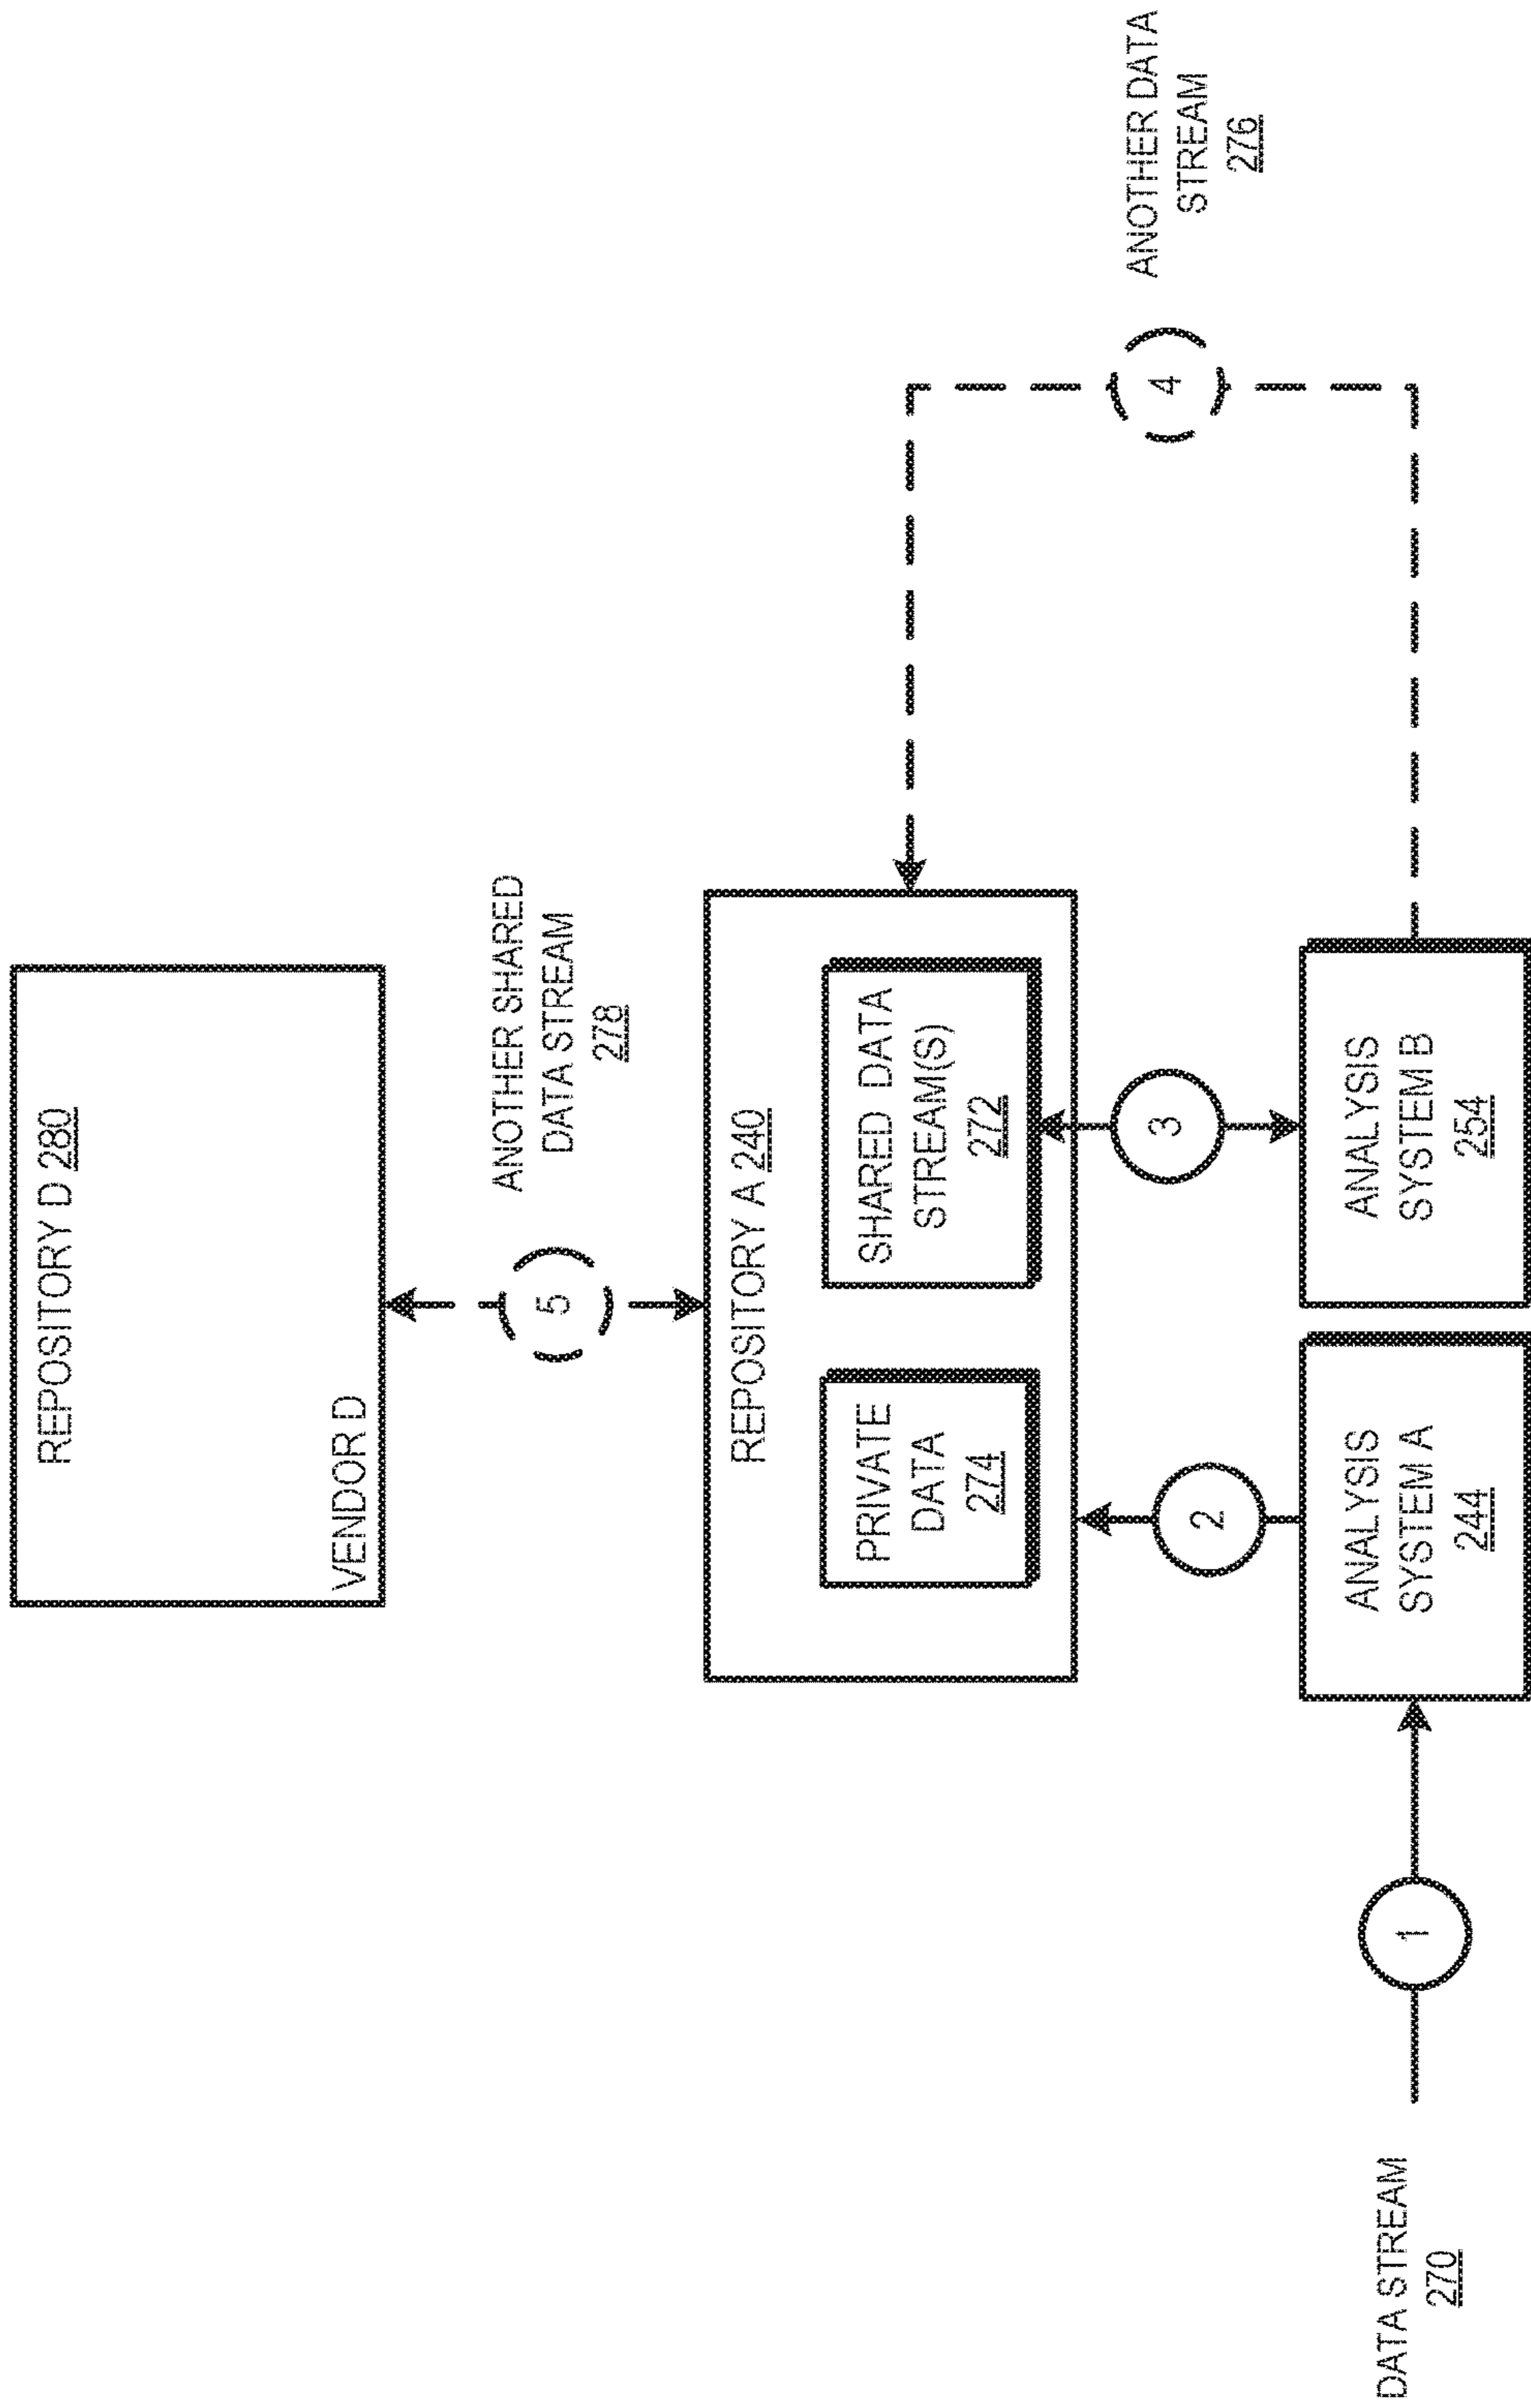 REPOSITORY D 280
VENDOR D
5
ANOTHER SHARED
DATA STREAM
278
REPOSITORY A 240
PRIVATE
DATA
274
SHARED DATA
STREAM(S)
272
2
3
4
ANOTHER DATA
STREAM
276
DATA STREAM
270
1
ANALYSIS
SYSTEM A
244
ANALYSIS
SYSTEM B
254